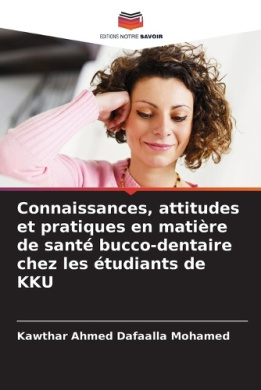 EDITIONS NOTRE SAVOIR
Connaissances, attitudes
et pratiques en matière
de santé bucco-dentaire
chez les étudiants de
KKU
Kawthar Ahmed Dafaalla Mohamed